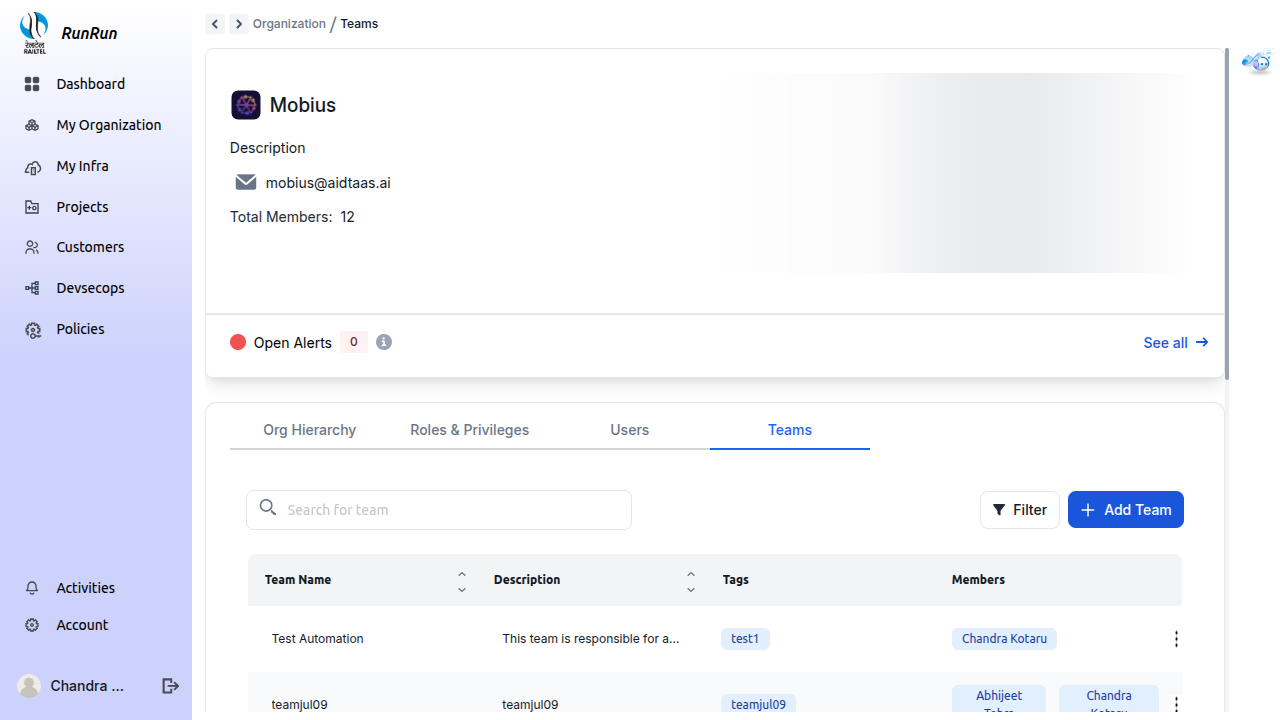 रेलटेल
RAILTEL
RunRun
Dashboard
My Organization
My Infra
Projects
Customers
Devsecops
Policies
Activities
Account
Chandra ...
Organization / Teams
Mobius
Description
mobius@aidtaas.ai
Total Members: 12
Open Alerts 0
See all
Org Hierarchy Roles & Privileges Users Teams
Search for team
Filter
Add Team
Team Name Description Tags Members
Test Automation This team is responsible for a... test1 Chandra Kotaru
teamjul09 teamjul09 teamjul09 Abhijeet Chandra
Kotaru